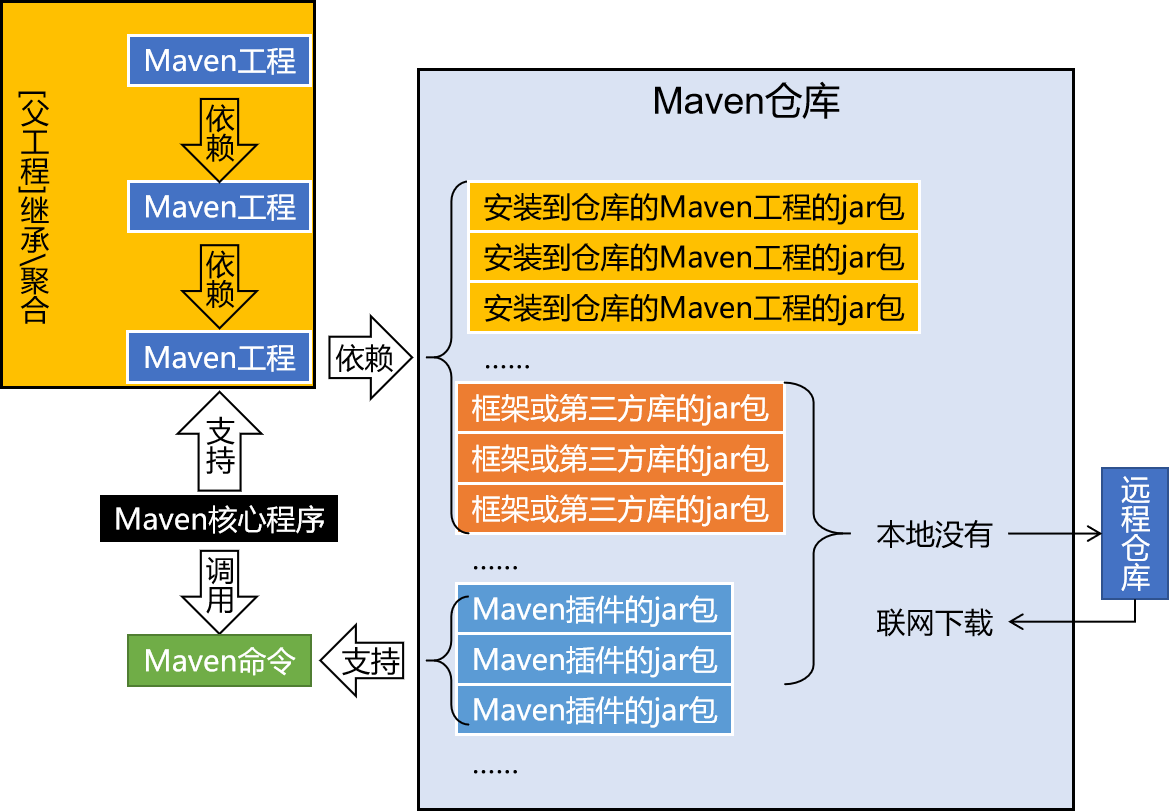 Maven工程
依赖
Maven工程
依赖
Maven工程
[父工程]继承/聚合
支持
Maven核心程序
调用
Maven命令
依赖
支持
Maven仓库
安装到仓库的Maven工程的jar包
安装到仓库的Maven工程的jar包
安装到仓库的Maven工程的jar包
……
框架或第三方库的jar包
框架或第三方库的jar包
框架或第三方库的jar包
……
Maven插件的jar包
Maven插件的jar包
Maven插件的jar包
……
本地没有
联网下载
远程仓库